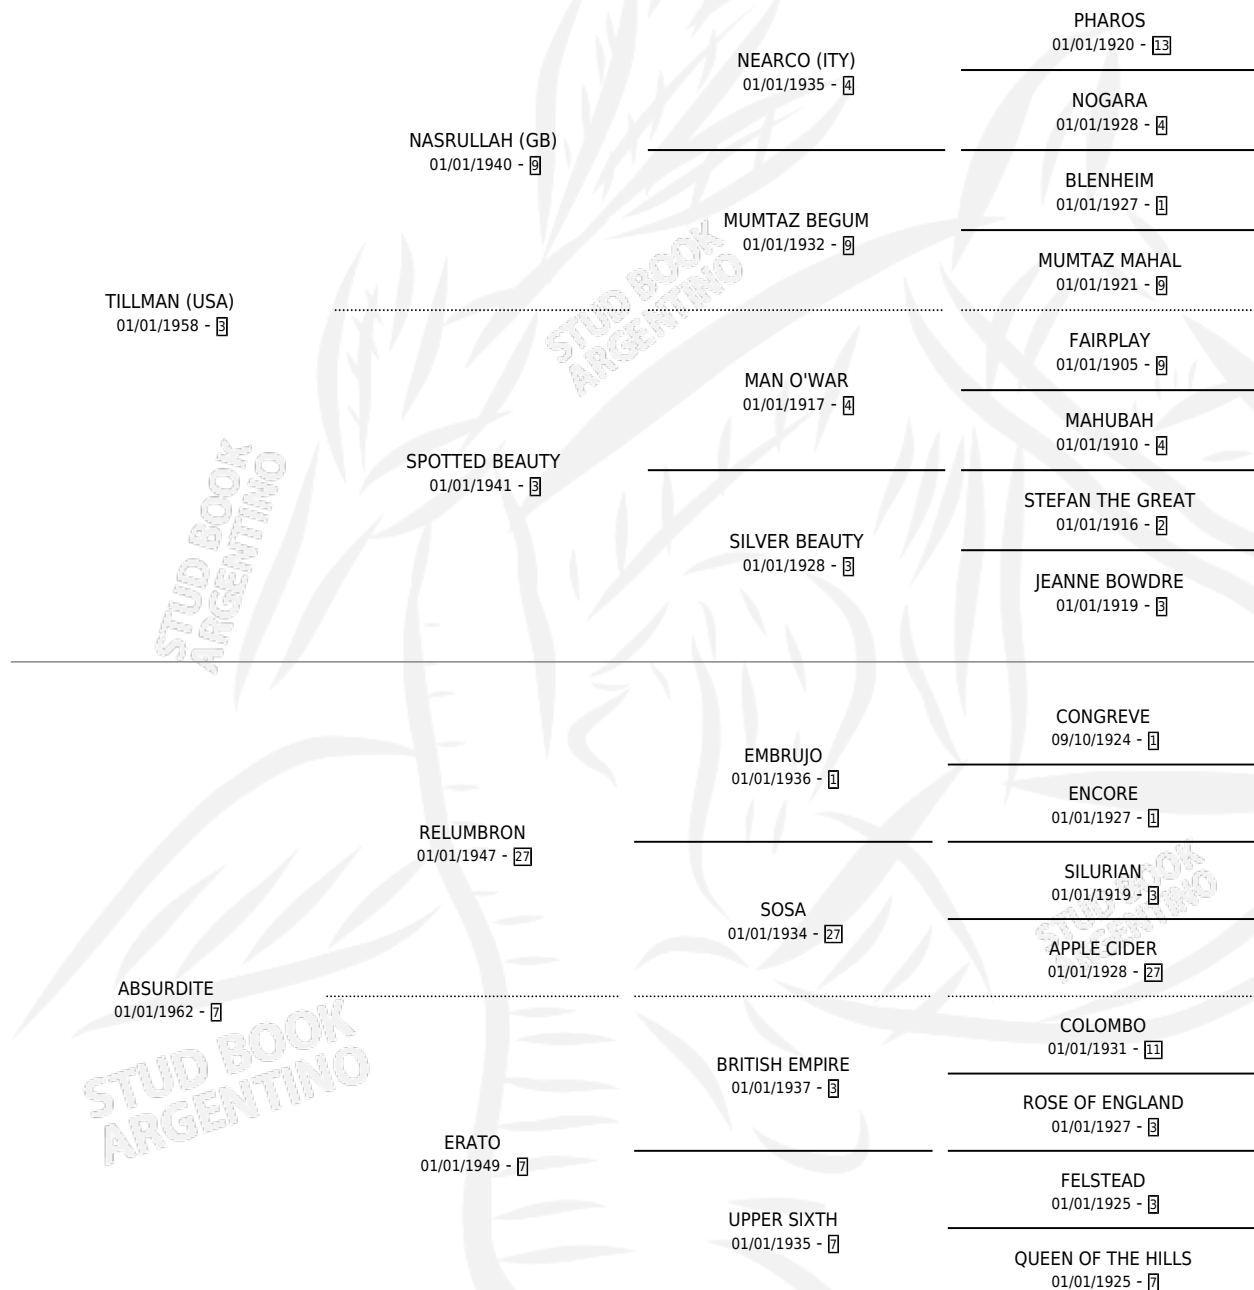 PHAROS
01/01/1920 - 13
NEARCO (ITY)
01/01/1935 - 4
NOGARA
01/01/1928 - 4
NASRULLAH (GB)
01/01/1940 - 9
BLENHEIM
01/01/1927 - 1
MUMTAZ BEGUM
01/01/1932 - 9
MUMTAZ MAHAL
01/01/1921 - 9
TILLMAN (USA)
01/01/1958 - 3
FAIRPLAY
01/01/1905 - 9
MAN O'WAR
01/01/1917 - 4
MAHUBAH
01/01/1910 - 4
SPOTTED BEAUTY
01/01/1941 - 3
STEFAN THE GREAT
01/01/1916 - 2
SILVER BEAUTY
01/01/1928 - 3
JEANNE BOWDRE
01/01/1919 - 3
CONGREVE
09/10/1924 - 1
EMBRUJO
01/01/1936 - 1
ENCORE
01/01/1927 - 1
RELUMBRON
01/01/1947 - 27
SILURIAN
01/01/1919 - 3
SOSA
01/01/1934 - 27
APPLE CIDER
01/01/1928 - 27
ABSURDITE
01/01/1962 - 7
COLOMBO
01/01/1931 - 11
BRITISH EMPIRE
01/01/1937 - 3
ROSE OF ENGLAND
01/01/1927 - 3
ERATO
01/01/1949 - 7
FELSTEAD
01/01/1925 - 3
UPPER SIXTH
01/01/1935 - 7
QUEEN OF THE HILLS
01/01/1925 - 7
STUD BOOK
ARGENTINO
STUD BOOK
ARGENTINO
STUD BOOK
ARGENTINO
STUD BOOK
ARGENTINO